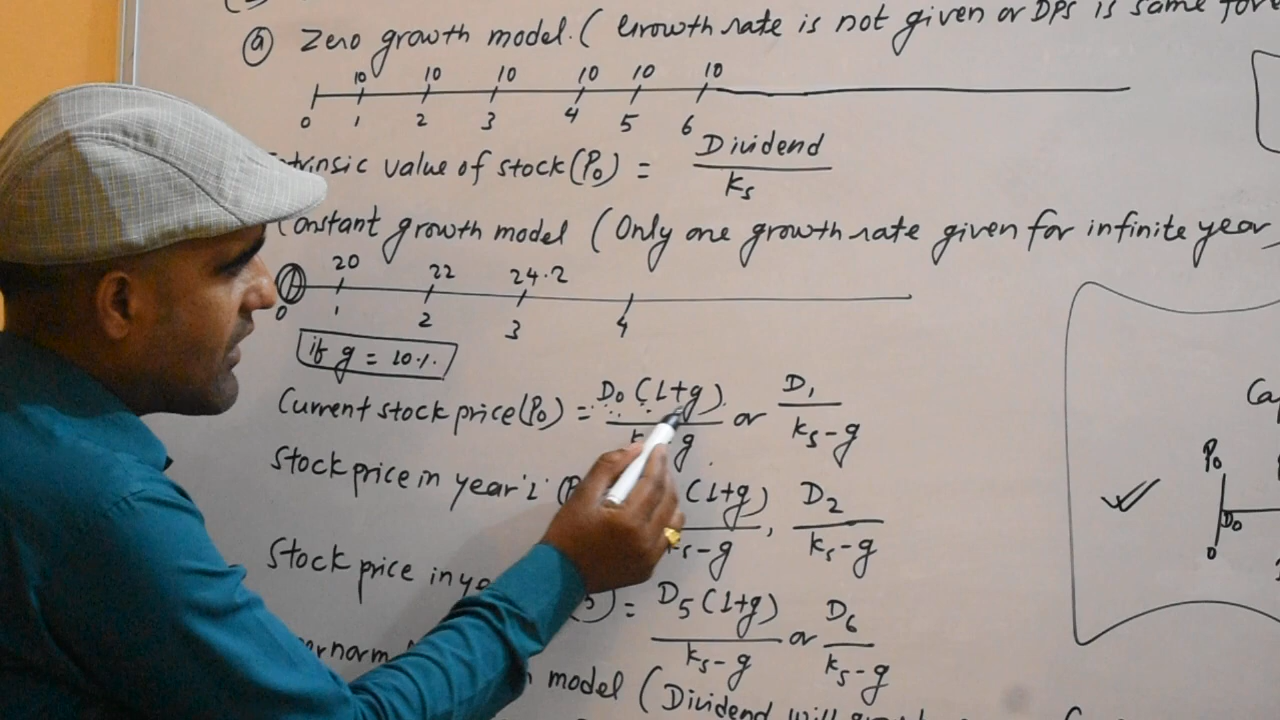 (a) Zero growth model. ( Growth rate is not given or DPS is same for
10 10 10 10 10 10
0 1 2 3 4 5 6
value of stock (P₀) = Dividend / kₛ
Constant growth model (Only one growth rate given for infinite year)
20 22 24.2
0 1 2 3 4
if g = 10%.
Current stock price (P₀) = D₀ (1+g) / k g or D₁ / kₛ-g
Stock price in year '1' (1+g) / kₛ-g , D₂ / kₛ-g
Stock price in = D₅ (1+g) / kₛ-g or D₆ / kₛ-g
model (Dividend will
P₀
D₀
0